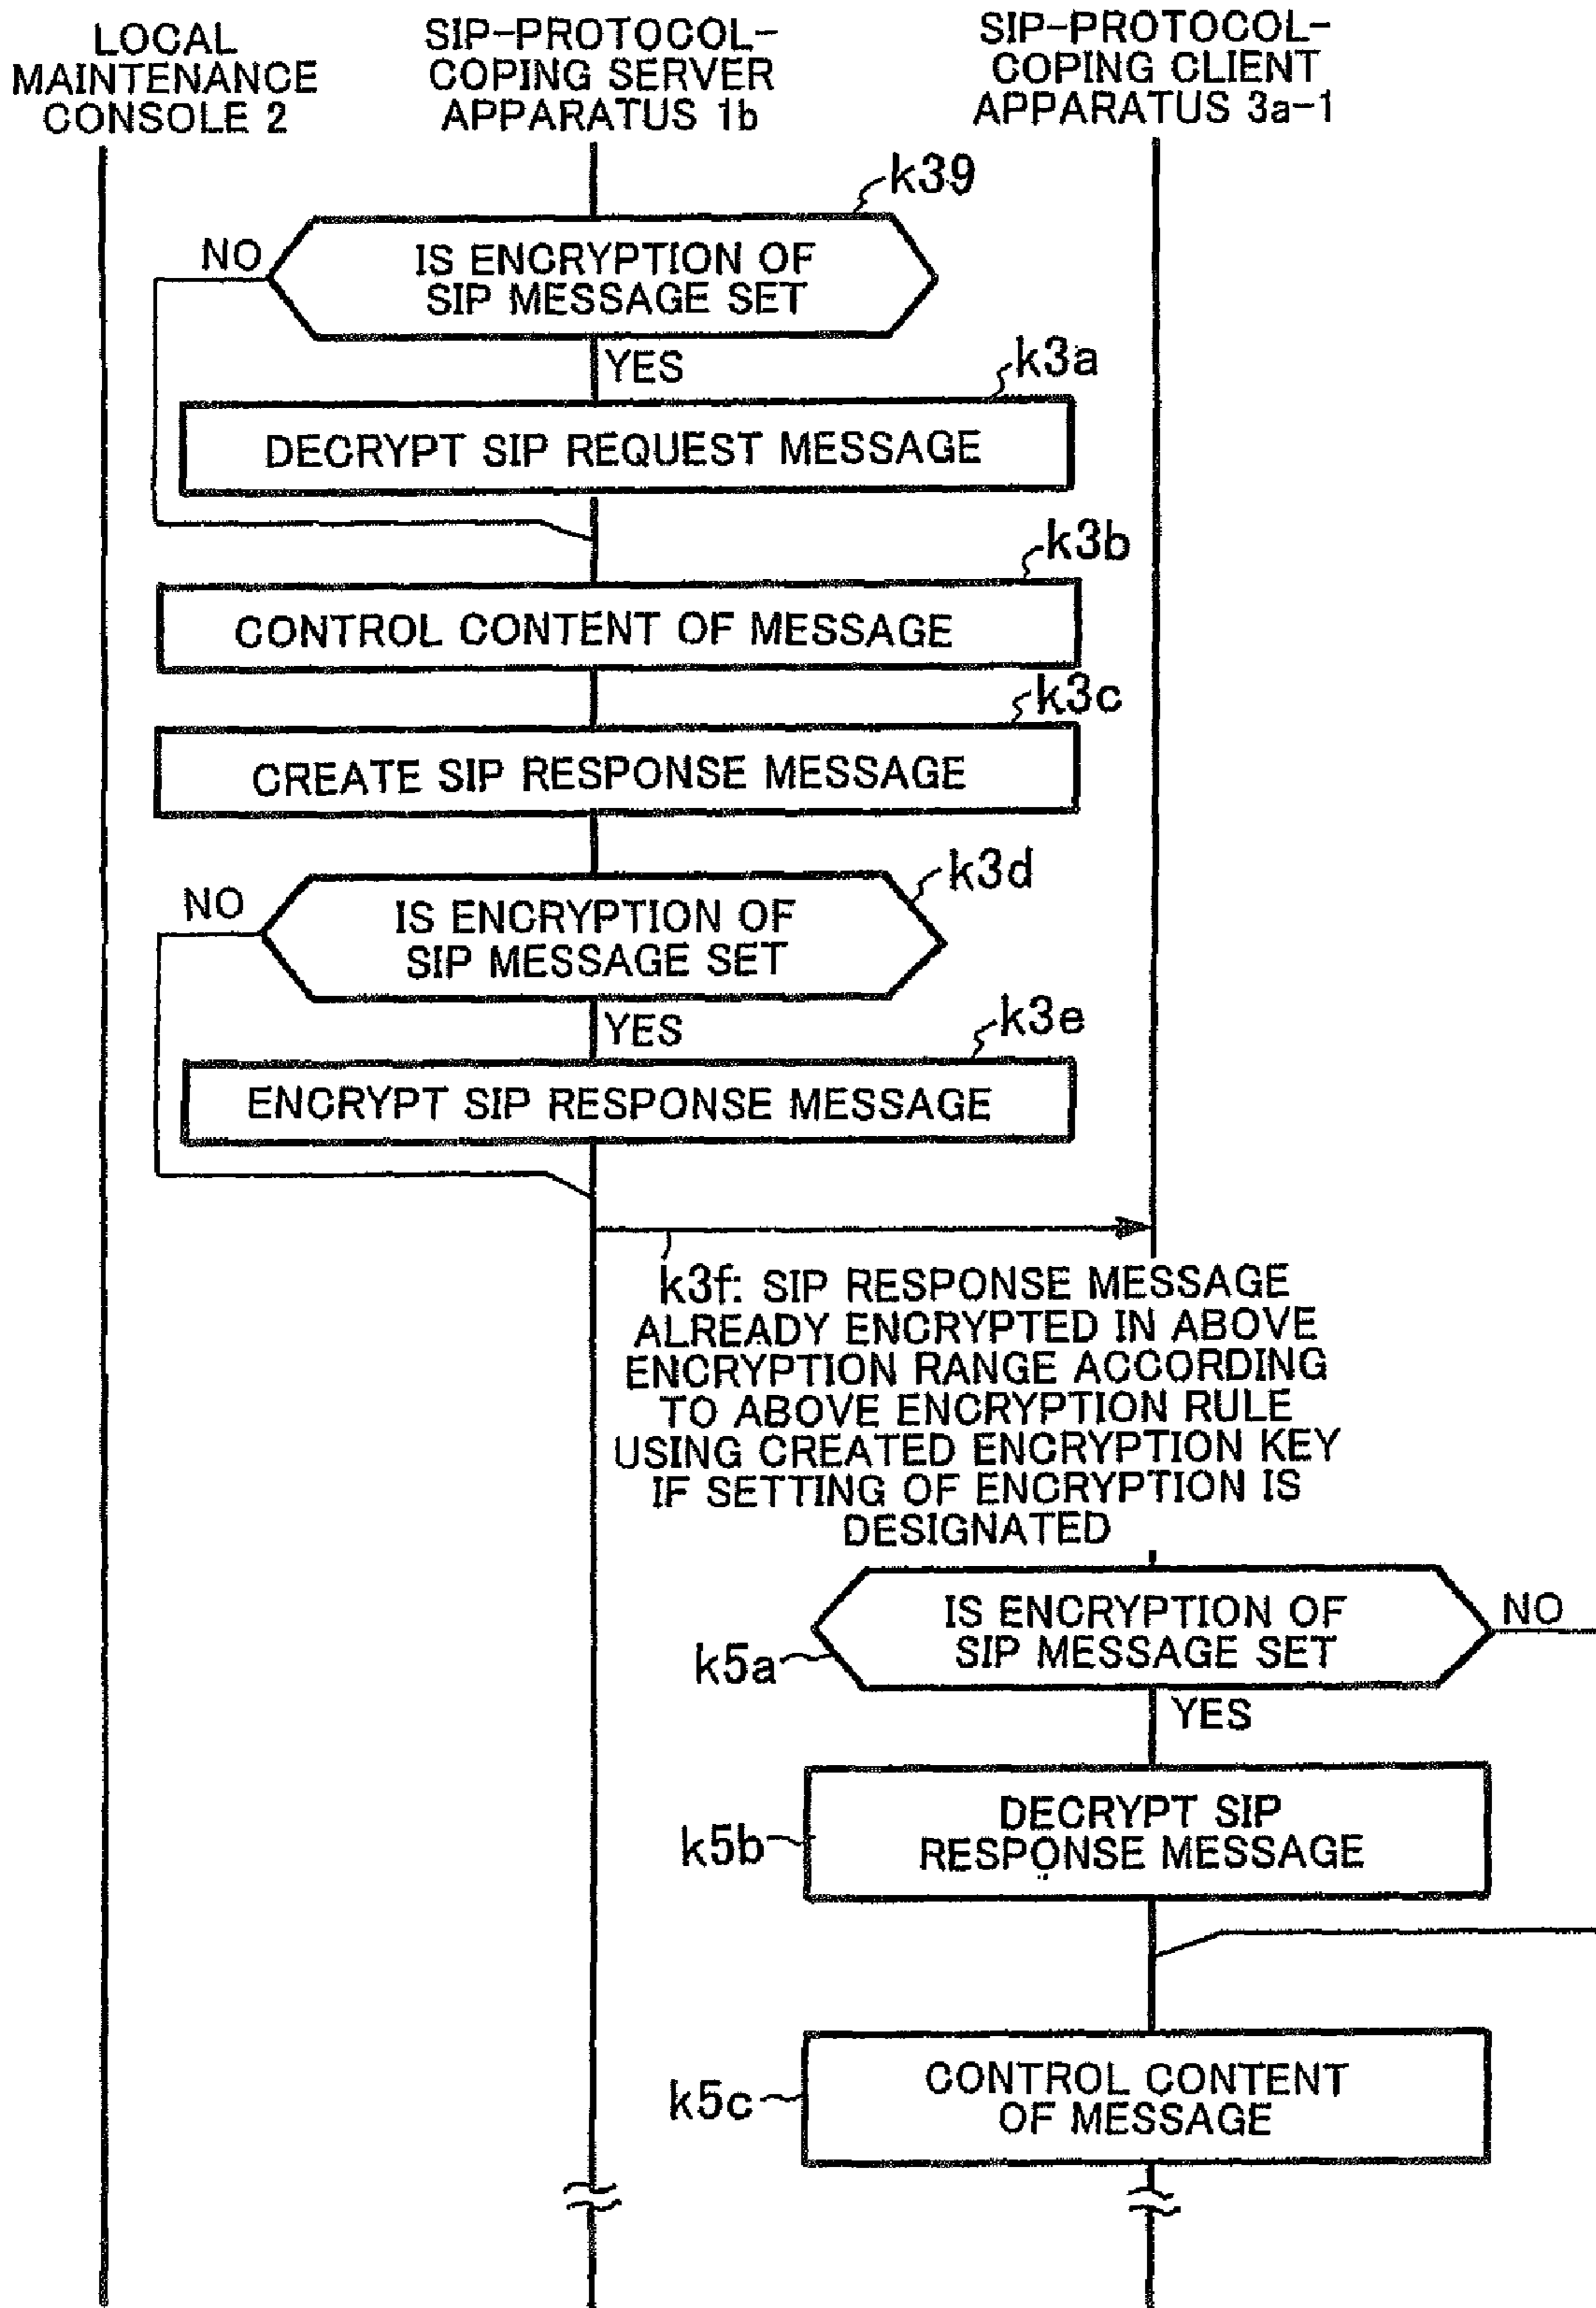 LOCAL
MAINTENANCE
CONSOLE 2
SIP-PROTOCOL-
COPING SERVER
APPARATUS 1b
SIP-PROTOCOL-
COPING CLIENT
APPARATUS 3a-1
k39
NO
IS ENCRYPTION OF
SIP MESSAGE SET
YES
k3a
DECRYPT SIP REQUEST MESSAGE
k3b
CONTROL CONTENT OF MESSAGE
k3c
CREATE SIP RESPONSE MESSAGE
k3d
NO
IS ENCRYPTION OF
SIP MESSAGE SET
YES
k3e
ENCRYPT SIP RESPONSE MESSAGE
k3f: SIP RESPONSE MESSAGE
ALREADY ENCRYPTED IN ABOVE
ENCRYPTION RANGE ACCORDING
TO ABOVE ENCRYPTION RULE
USING CREATED ENCRYPTION KEY
IF SETTING OF ENCRYPTION IS
DESIGNATED
IS ENCRYPTION OF
SIP MESSAGE SET
NO
k5a
YES
DECRYPT SIP
RESPONSE MESSAGE
k5b
CONTROL CONTENT
OF MESSAGE
k5c